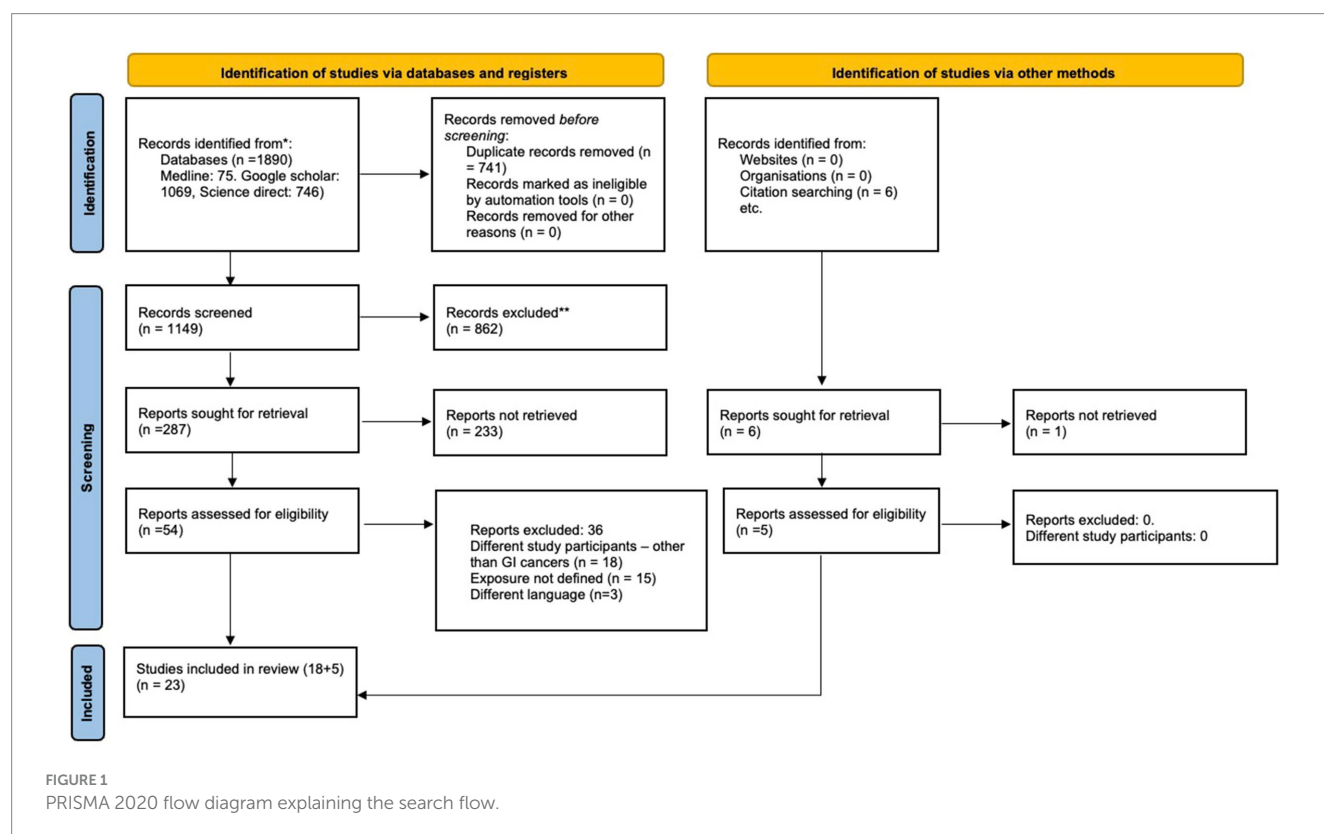 Identification of studies via databases and registers
Identification of studies via other methods
Identification
Records identified from*:
Databases (n =1890)
Medline: 75. Google scholar:
1069, Science direct: 746)
Records removed before
screening:
Duplicate records removed (n
= 741)
Records marked as ineligible
by automation tools (n = 0)
Records removed for other
reasons (n = 0)
Records identified from:
Websites (n = 0)
Organisations (n = 0)
Citation searching (n = 6)
etc.
Screening
Records screened
(n = 1149)
Records excluded**
(n = 862)
Reports sought for retrieval
(n =287)
Reports not retrieved
(n = 233)
Reports sought for retrieval
(n = 6)
Reports not retrieved
(n = 1)
Reports assessed for eligibility
(n =54)
Reports excluded: 36
Different study participants – other
than GI cancers (n = 18)
Exposure not defined (n = 15)
Different language (n=3)
Reports assessed for eligibility
(n =5)
Reports excluded: 0.
Different study participants: 0
Included
Studies included in review (18+5)
(n = 23)
FIGURE 1
PRISMA 2020 flow diagram explaining the search flow.